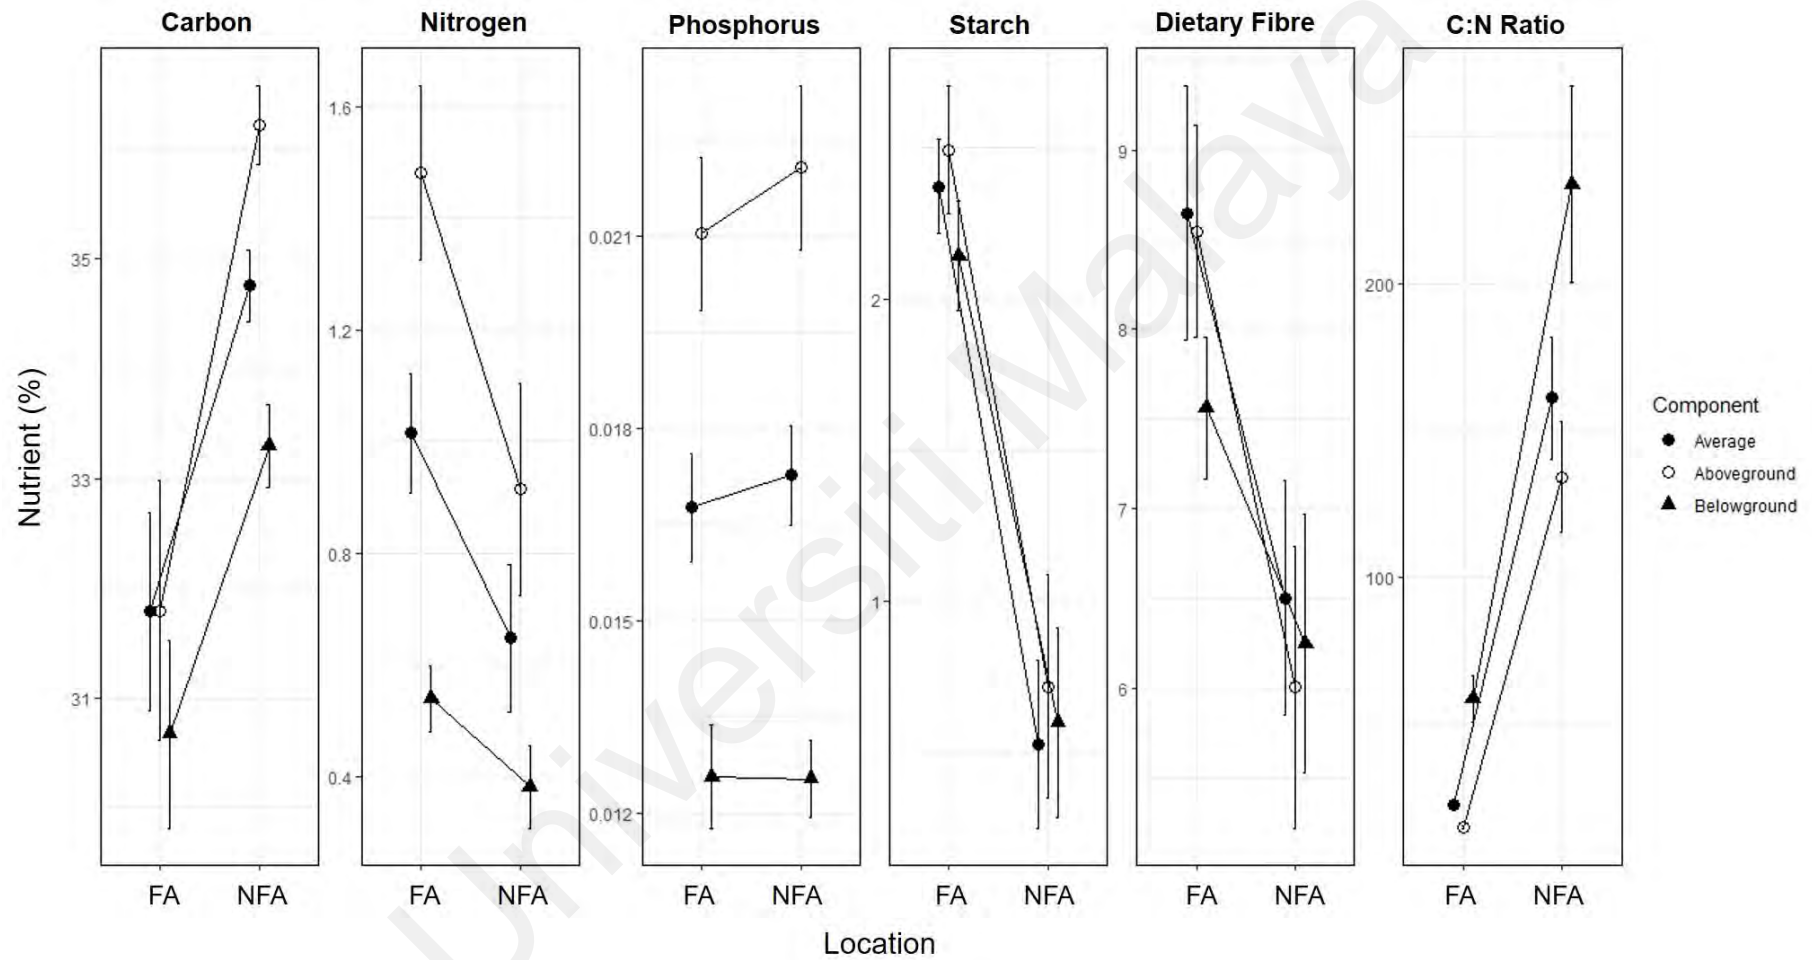 Carbon
Nitrogen
Phosphorus
Starch
Dietary Fibre
C:N Ratio
Nutrient (%)
35
33
31
1.6
1.2
0.8
0.4
0.021
0.018
0.015
0.012
2
1
9
8
7
6
200
100
FA NFA
FA NFA
FA NFA
FA NFA
FA NFA
FA NFA
Location
Component
Average
Aboveground
Belowground
Universiti Malaya